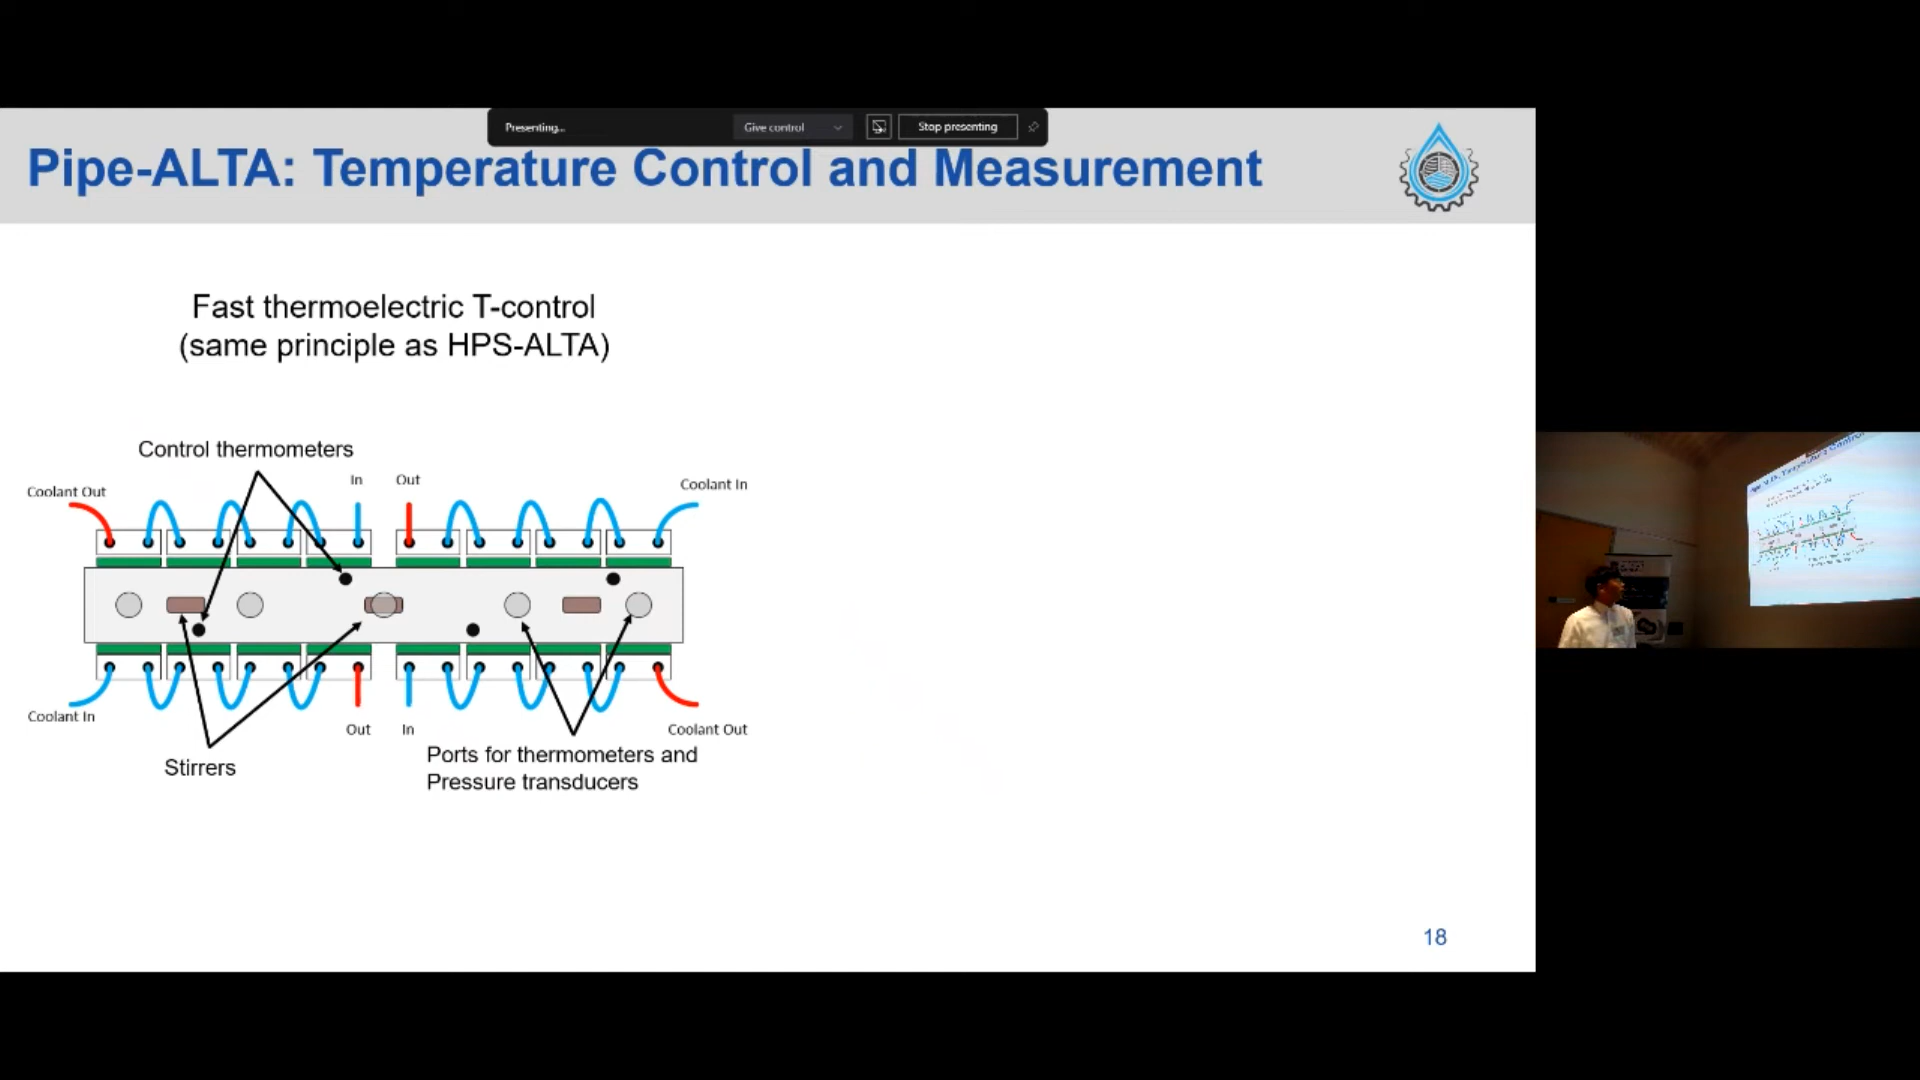 Presenting...
Give control
Stop presenting
Pipe-ALTA: Temperature Control and Measurement
Fast thermoelectric T-control
(same principle as HPS-ALTA)
Control thermometers
Coolant Out
In
Out
Coolant In
Coolant In
Out
In
Coolant Out
Stirrers
Ports for thermometers and
Pressure transducers
18